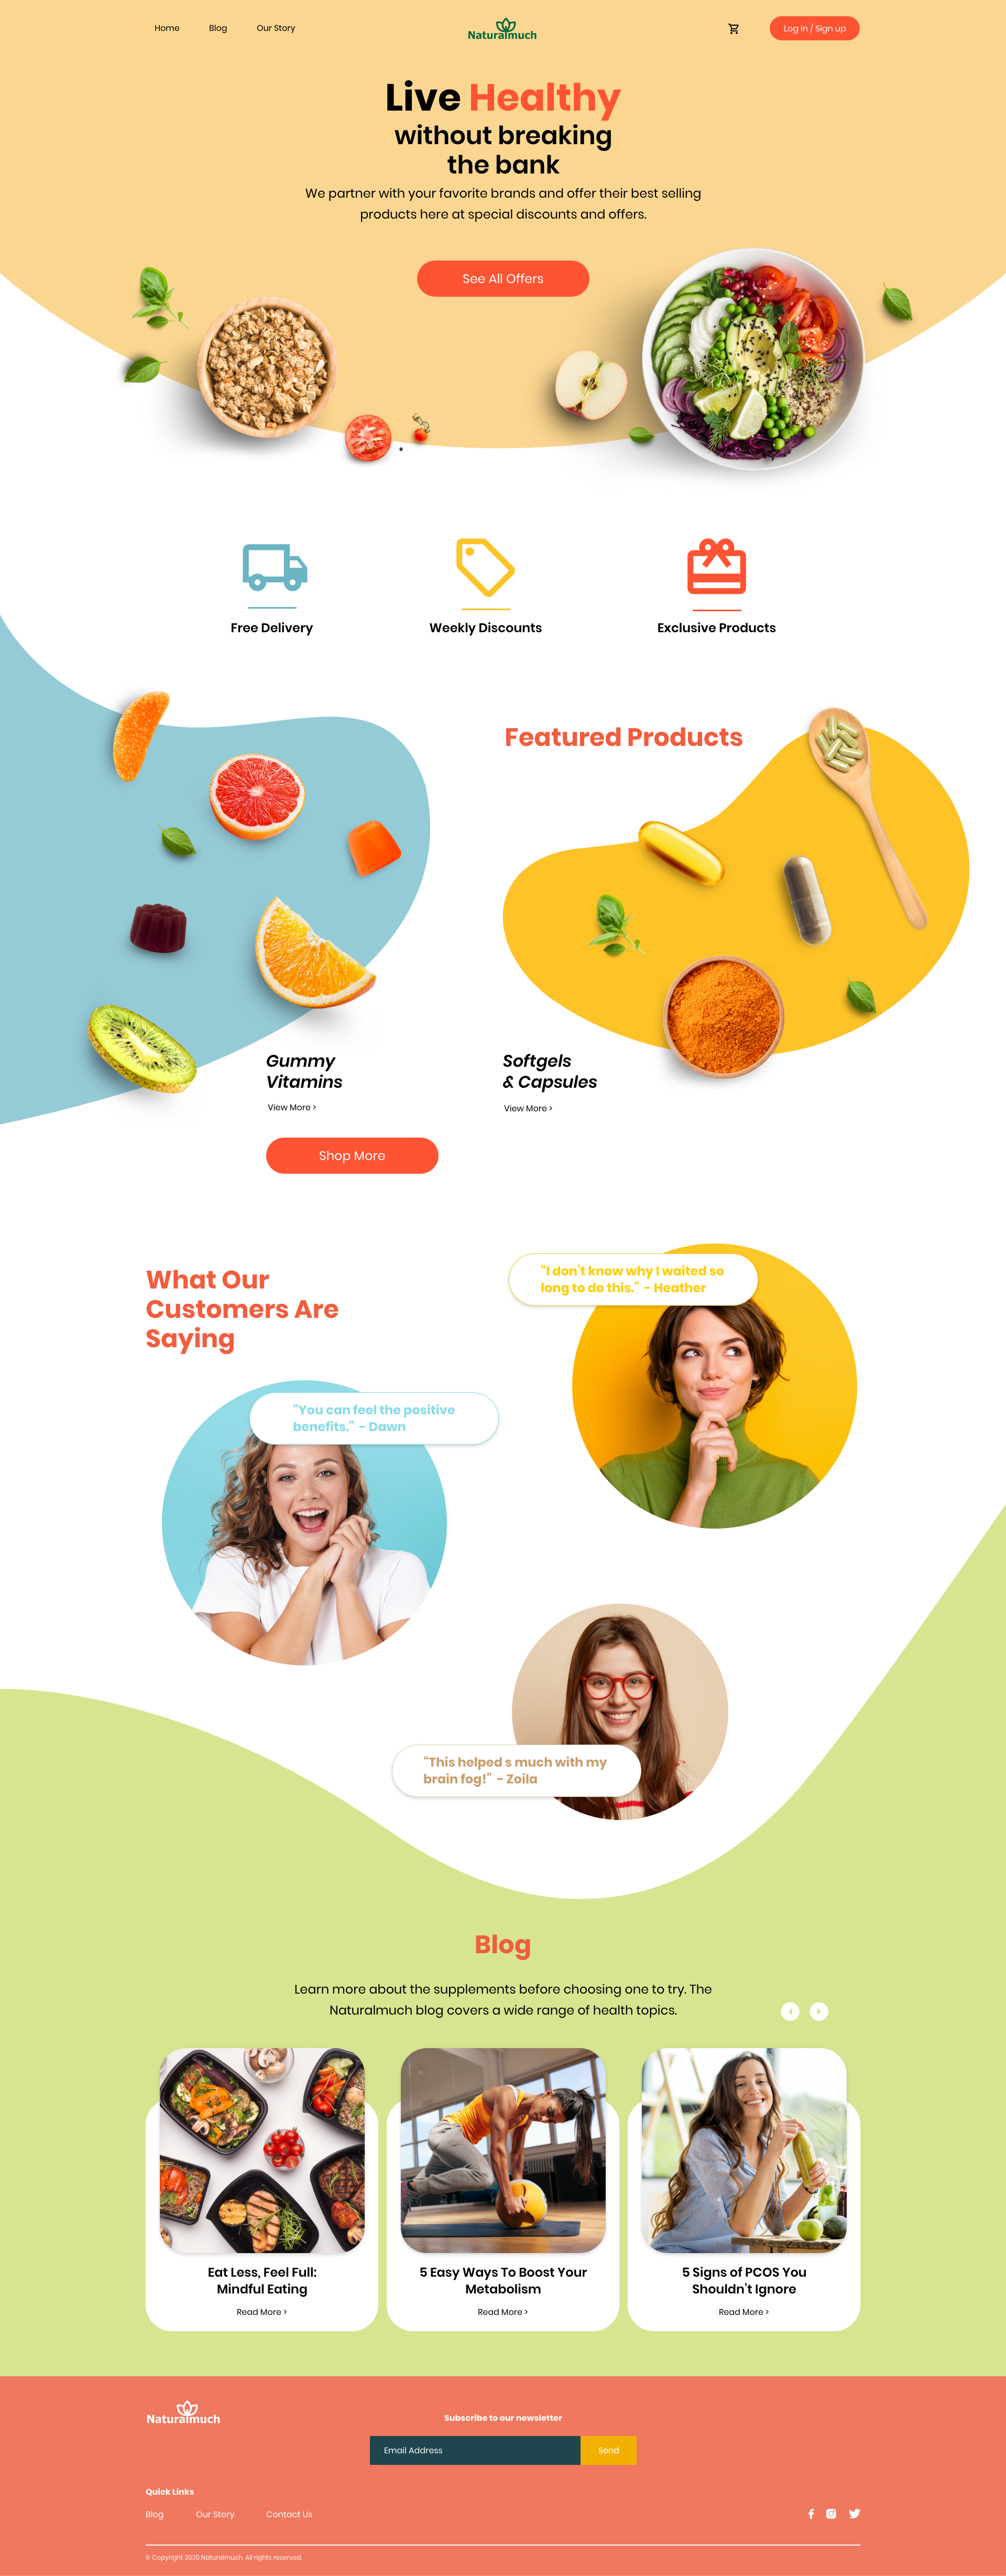 Home
Blog
Our Story
Naturalmuch
Log in / Sign up
Live Healthy
without breaking
the bank
We partner with your favorite brands and offer their best selling
products here at special discounts and offers.
See All Offers
Free Delivery
Weekly Discounts
Exclusive Products
Featured Products
Gummy
Vitamins
View More >
Softgels
& Capsules
View More >
Shop More
What Our
Customers Are
Saying
"I don't know why I waited so
long to do this." - Heather
"You can feel the positive
benefits." - Dawn
"This helped s much with my
brain fog!" - Zoila
Blog
Learn more about the supplements before choosing one to try. The
Naturalmuch blog covers a wide range of health topics.
Eat Less, Feel Full:
Mindful Eating
Read More >
5 Easy Ways To Boost Your
Metabolism
Read More >
5 Signs of PCOS You
Shouldn't Ignore
Read More >
Naturalmuch
Subscribe to our newsletter
Email Address
Send
Quick Links
Blog
Our Story
Contact Us
© Copyright 2020 Naturalmuch. All rights reserved.